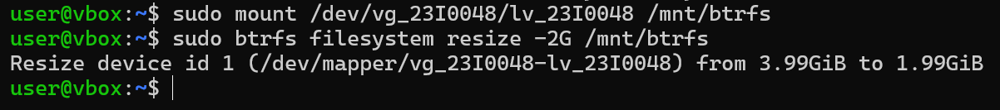 user@vbox:~$ sudo mount /dev/vg_23I0048/lv_23I0048 /mnt/btrfs
user@vbox:~$ sudo btrfs filesystem resize -2G /mnt/btrfs
Resize device id 1 (/dev/mapper/vg_23I0048-lv_23I0048) from 3.99GiB to 1.99GiB
user@vbox:~$